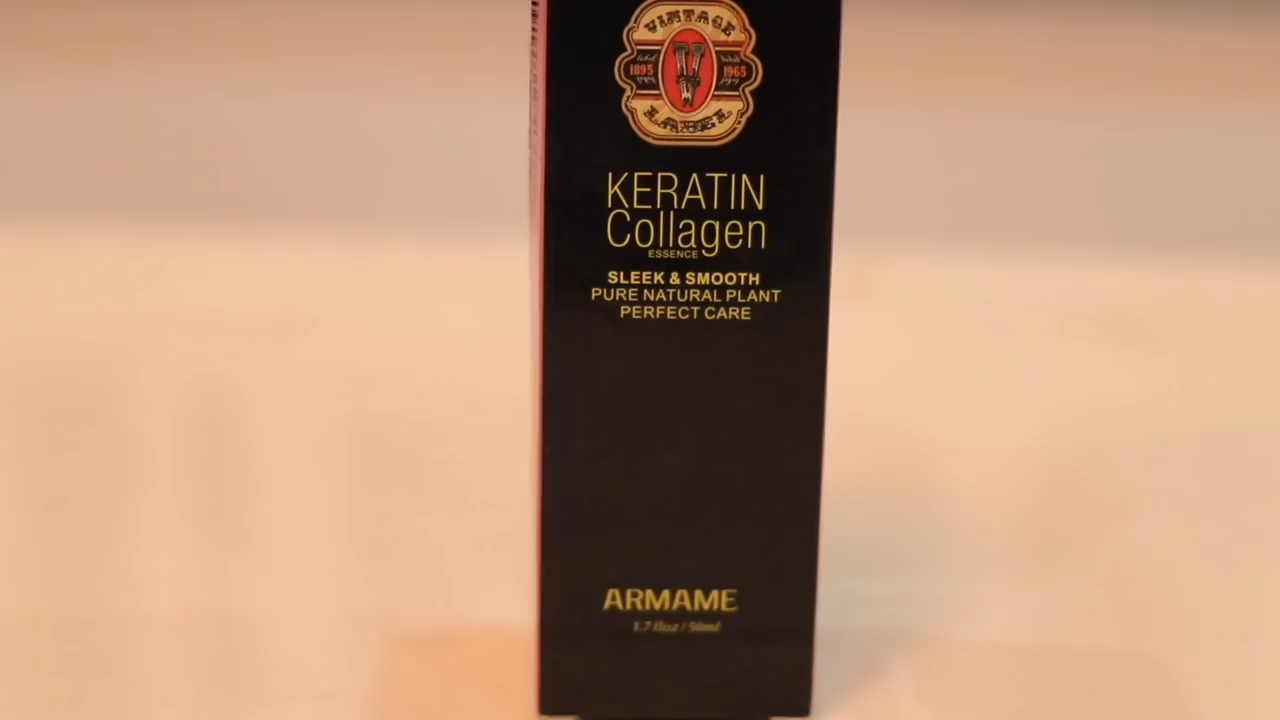 VINTAGE
1895 1965
LABEL
KERATIN
Collagen
ESSENCE
SLEEK & SMOOTH
PURE NATURAL PLANT
PERFECT CARE
ARMAME
1.7 floz / 50ml